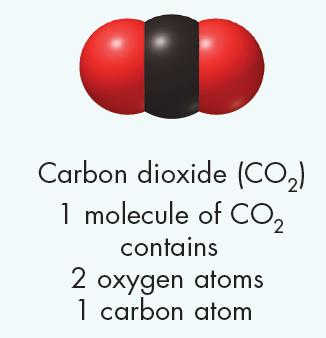 Carbon dioxide (CO₂)
1 molecule of CO₂
contains
2 oxygen atoms
1 carbon atom